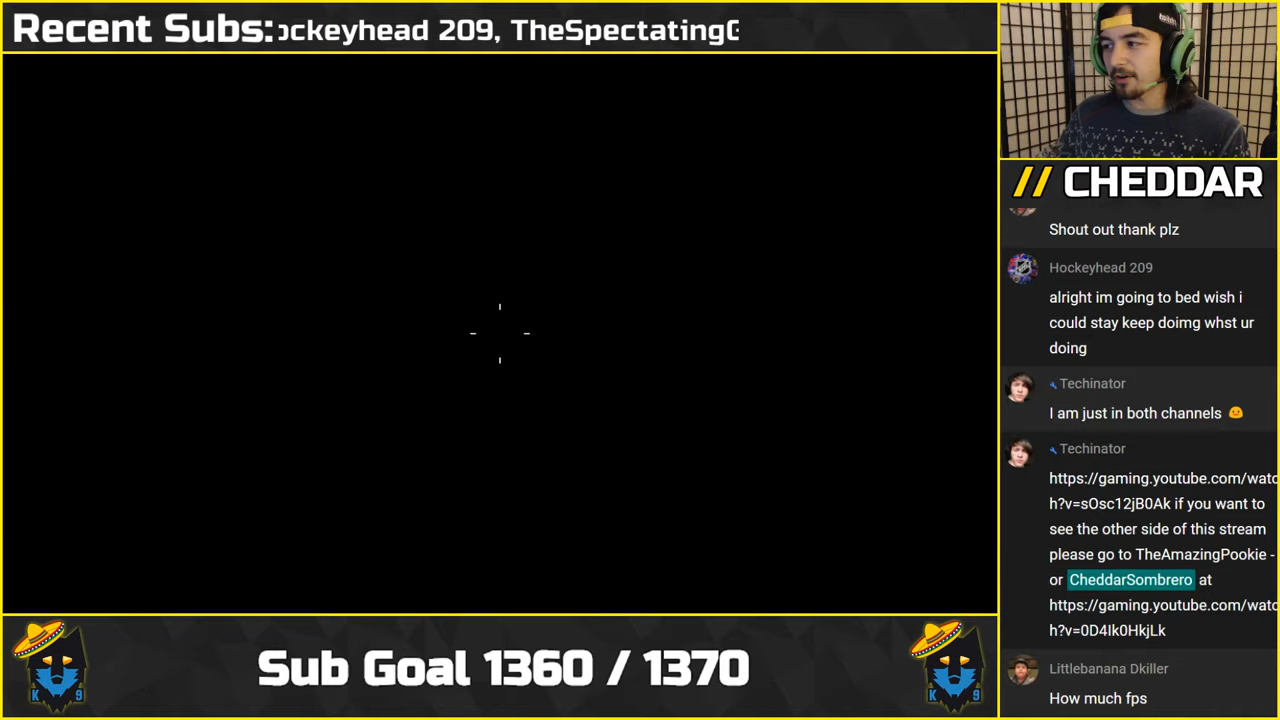 Recent Subs: ockeyhead 209, TheSpectating
// CHEDDAR
Shout out thank plz
Hockeyhead 209
alright im going to bed wish i
could stay keep doimg whst ur
doing
Techinator
I am just in both channels
Techinator
https://gaming.youtube.com/watc
h?v=sOsc12jB0Ak if you want to
see the other side of this stream
please go to TheAmazingPookie -
or CheddarSombrero at
https://gaming.youtube.com/watc
h?v=0D4Ik0HkjLk
Littlebanana Dkiller
How much fps
K 9
Sub Goal 1360 / 1370
K 9